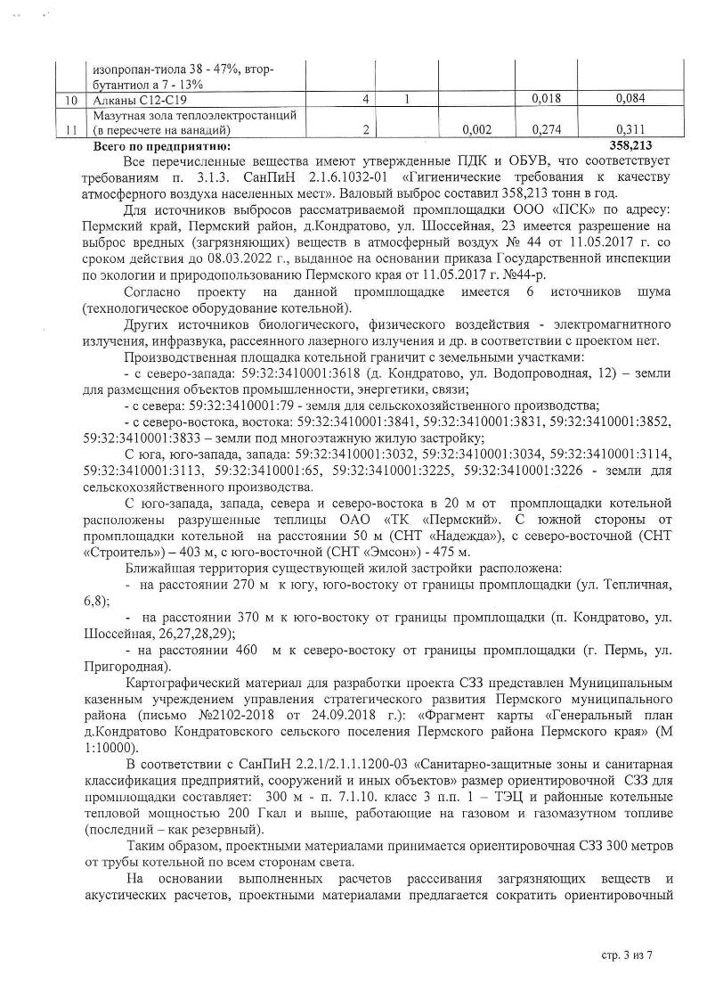 изопропан-тиола 38 - 47%, втор-
бутантиол а 7 - 13%
10 Алканы C12-C19 4 1 0,018 0,084
Мазутная зола теплоэлектростанций
11 (в пересчете на ванадий) 2 0,002 0,274 0,311
Всего по предприятию: 358,213
Все перечисленные вещества имеют утвержденные ПДК и ОБУВ, что соответствует
требованиям п. 3.1.3. СанПиН 2.1.6.1032-01 «Гигиенические требования к качеству
атмосферного воздуха населенных мест». Валовый выброс составил 358,213 тонн в год.
Для источников выбросов рассматриваемой промплощадки ООО «ПСК» по адресу:
Пермский край, Пермский район, д.Кондратово, ул. Шоссейная, 23 имеется разрешение на
выброс вредных (загрязняющих) веществ в атмосферный воздух № 44 от 11.05.2017 г. со
сроком действия до 08.03.2022 г., выданное на основании приказа Государственной инспекции
по экологии и природопользованию Пермского края от 11.05.2017 г. №44-р.
Согласно проекту на данной промплощадке имеется 6 источников шума
(технологическое оборудование котельной).
Других источников биологического, физического воздействия - электромагнитного
излучения, инфразвука, рассеянного лазерного излучения и др. в соответствии с проектом нет.
Производственная площадка котельной граничит с земельными участками:
- с северо-запада: 59:32:3410001:3618 (д. Кондратово, ул. Водопроводная, 12) – земли
для размещения объектов промышленности, энергетики, связи;
- с севера: 59:32:3410001:79 - земля для сельскохозяйственного производства;
- с северо-востока, востока: 59:32:3410001:3841, 59:32:3410001:3831, 59:32:3410001:3852,
59:32:3410001:3833 – земли под многоэтажную жилую застройку;
С юга, юго-запада, запада: 59:32:3410001:3032, 59:32:3410001:3034, 59:32:3410001:3114,
59:32:3410001:3113, 59:32:3410001:65, 59:32:3410001:3225, 59:32:3410001:3226 - земли для
сельскохозяйственного производства.
С юго-запада, запада, севера и северо-востока в 20 м от промплощадки котельной
расположены разрушенные теплицы ОАО «ТК «Пермский». С южной стороны от
промплощадки котельной на расстоянии 50 м (СНТ «Надежда»), с северо-восточной (СНТ
«Строитель») – 403 м, с юго-восточной (СНТ «Эмсон») - 475 м.
Ближайшая территория существующей жилой застройки расположена:
- на расстоянии 270 м к югу, юго-востоку от границы промплощадки (ул. Тепличная,
6,8);
- на расстоянии 370 м к юго-востоку от границы промплощадки (п. Кондратово, ул.
Шоссейная, 26,27,28,29);
- на расстоянии 460 м к северо-востоку от границы промплощадки (г. Пермь, ул.
Пригородная).
Картографический материал для разработки проекта СЗЗ представлен Муниципальным
казенным учреждением управления стратегического развития Пермского муниципального
района (письмо №2102-2018 от 24.09.2018 г.): «Фрагмент карты «Генеральный план
д.Кондратово Кондратовского сельского поселения Пермского района Пермского края» (М
1:10000).
В соответствии с СанПиН 2.2.1/2.1.1.1200-03 «Санитарно-защитные зоны и санитарная
классификация предприятий, сооружений и иных объектов» размер ориентировочной СЗЗ для
промплощадки составляет: 300 м - п. 7.1.10. класс 3 п.п. 1 – ТЭЦ и районные котельные
тепловой мощностью 200 Гкал и выше, работающие на газовом и газомазутном топливе
(последний – как резервный).
Таким образом, проектными материалами принимается ориентировочная СЗЗ 300 метров
от трубы котельной по всем сторонам света.
На основании выполненных расчетов рассеивания загрязняющих веществ и
акустических расчетов, проектными материалами предлагается сократить ориентировочный
стр. 3 из 7